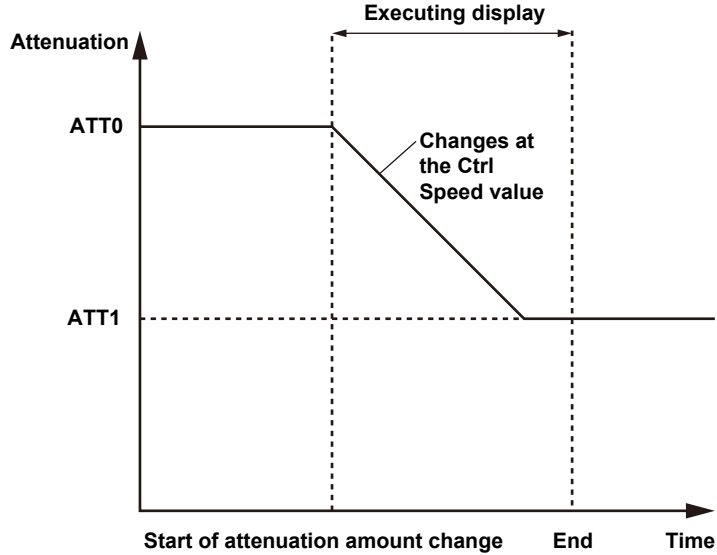 Executing display
Attenuation
ATT0
Changes at
the Ctrl
Speed value
ATT1
Start of attenuation amount change
End
Time